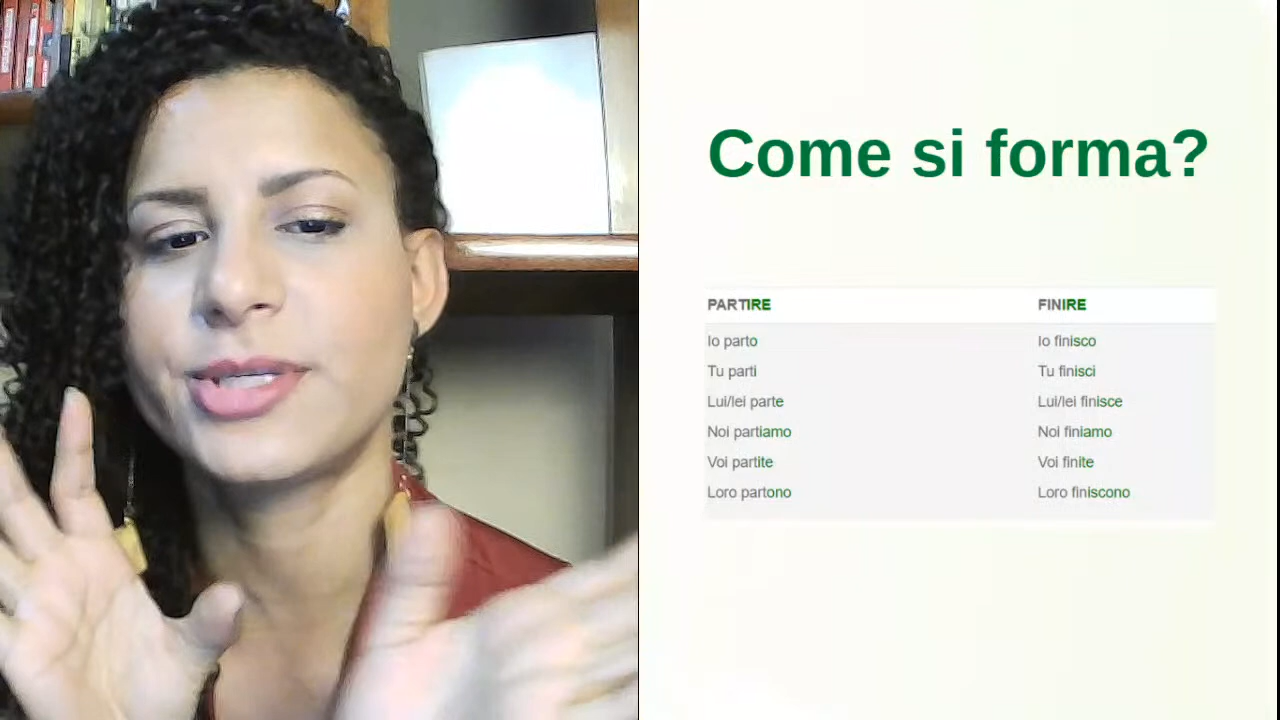 Come si forma?
PARTIRE FINIRE
Io parto Io finisco
Tu parti Tu finisci
Lui/lei parte Lui/lei finisce
Noi partiamo Noi finiamo
Voi partite Voi finite
Loro partono Loro finiscono